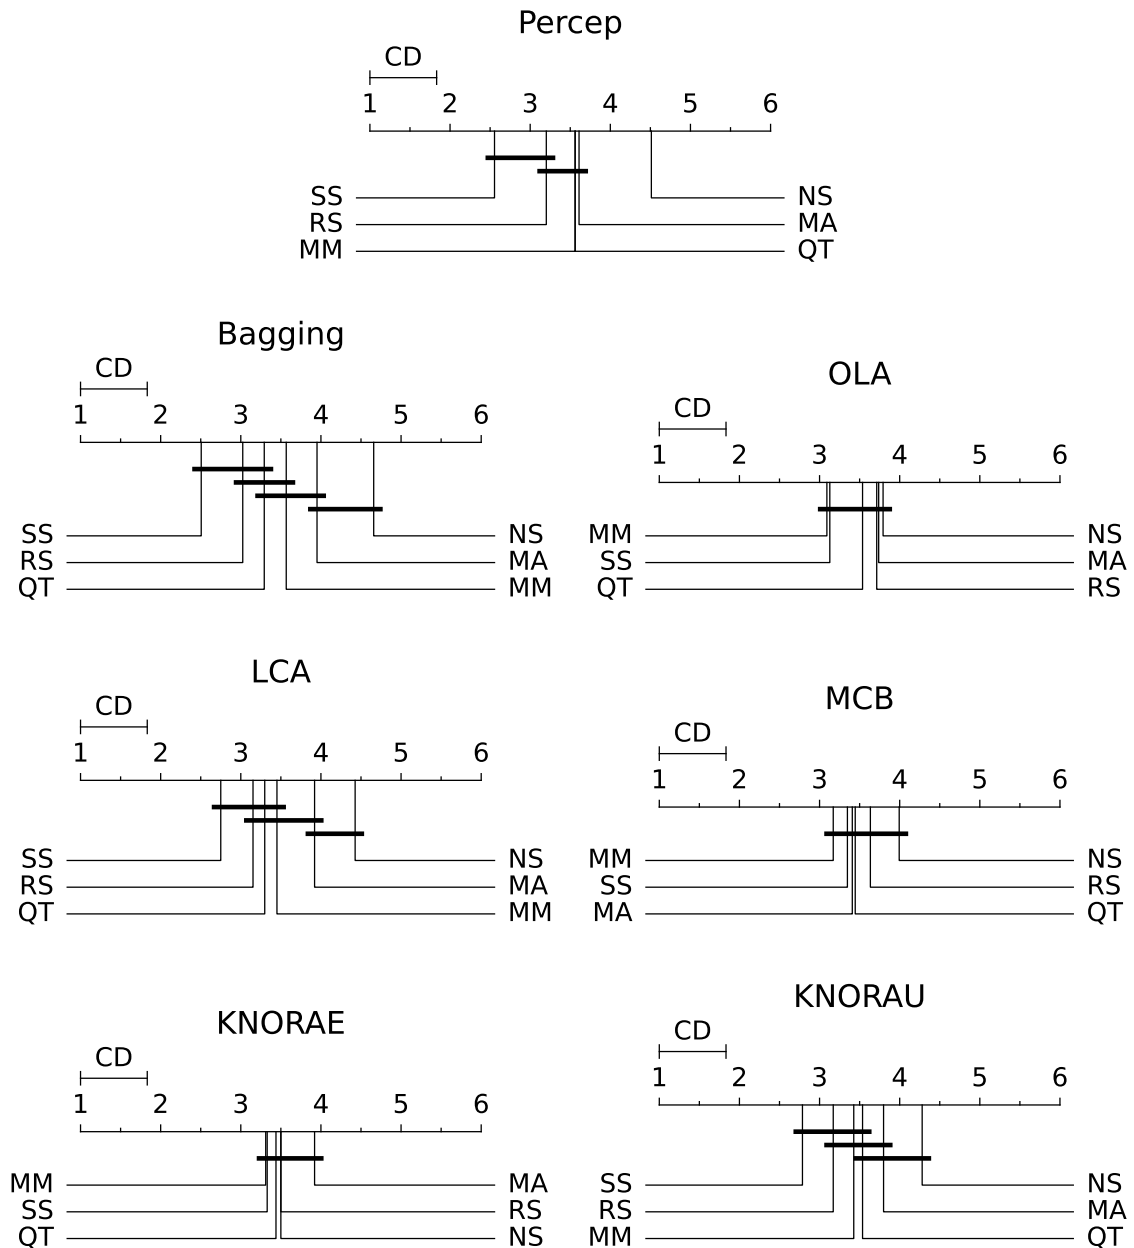 Percep
CD
1 2 3 4 5 6
SS NS
RS MA
MM QT
Bagging
CD
1 2 3 4 5 6
SS NS
RS MA
QT MM
OLA
CD
1 2 3 4 5 6
MM NS
SS MA
QT RS
LCA
CD
1 2 3 4 5 6
SS NS
RS MA
QT MM
MCB
CD
1 2 3 4 5 6
MM NS
SS RS
MA QT
KNORAE
CD
1 2 3 4 5 6
MM MA
SS RS
QT NS
KNORAU
CD
1 2 3 4 5 6
SS NS
RS MA
MM QT